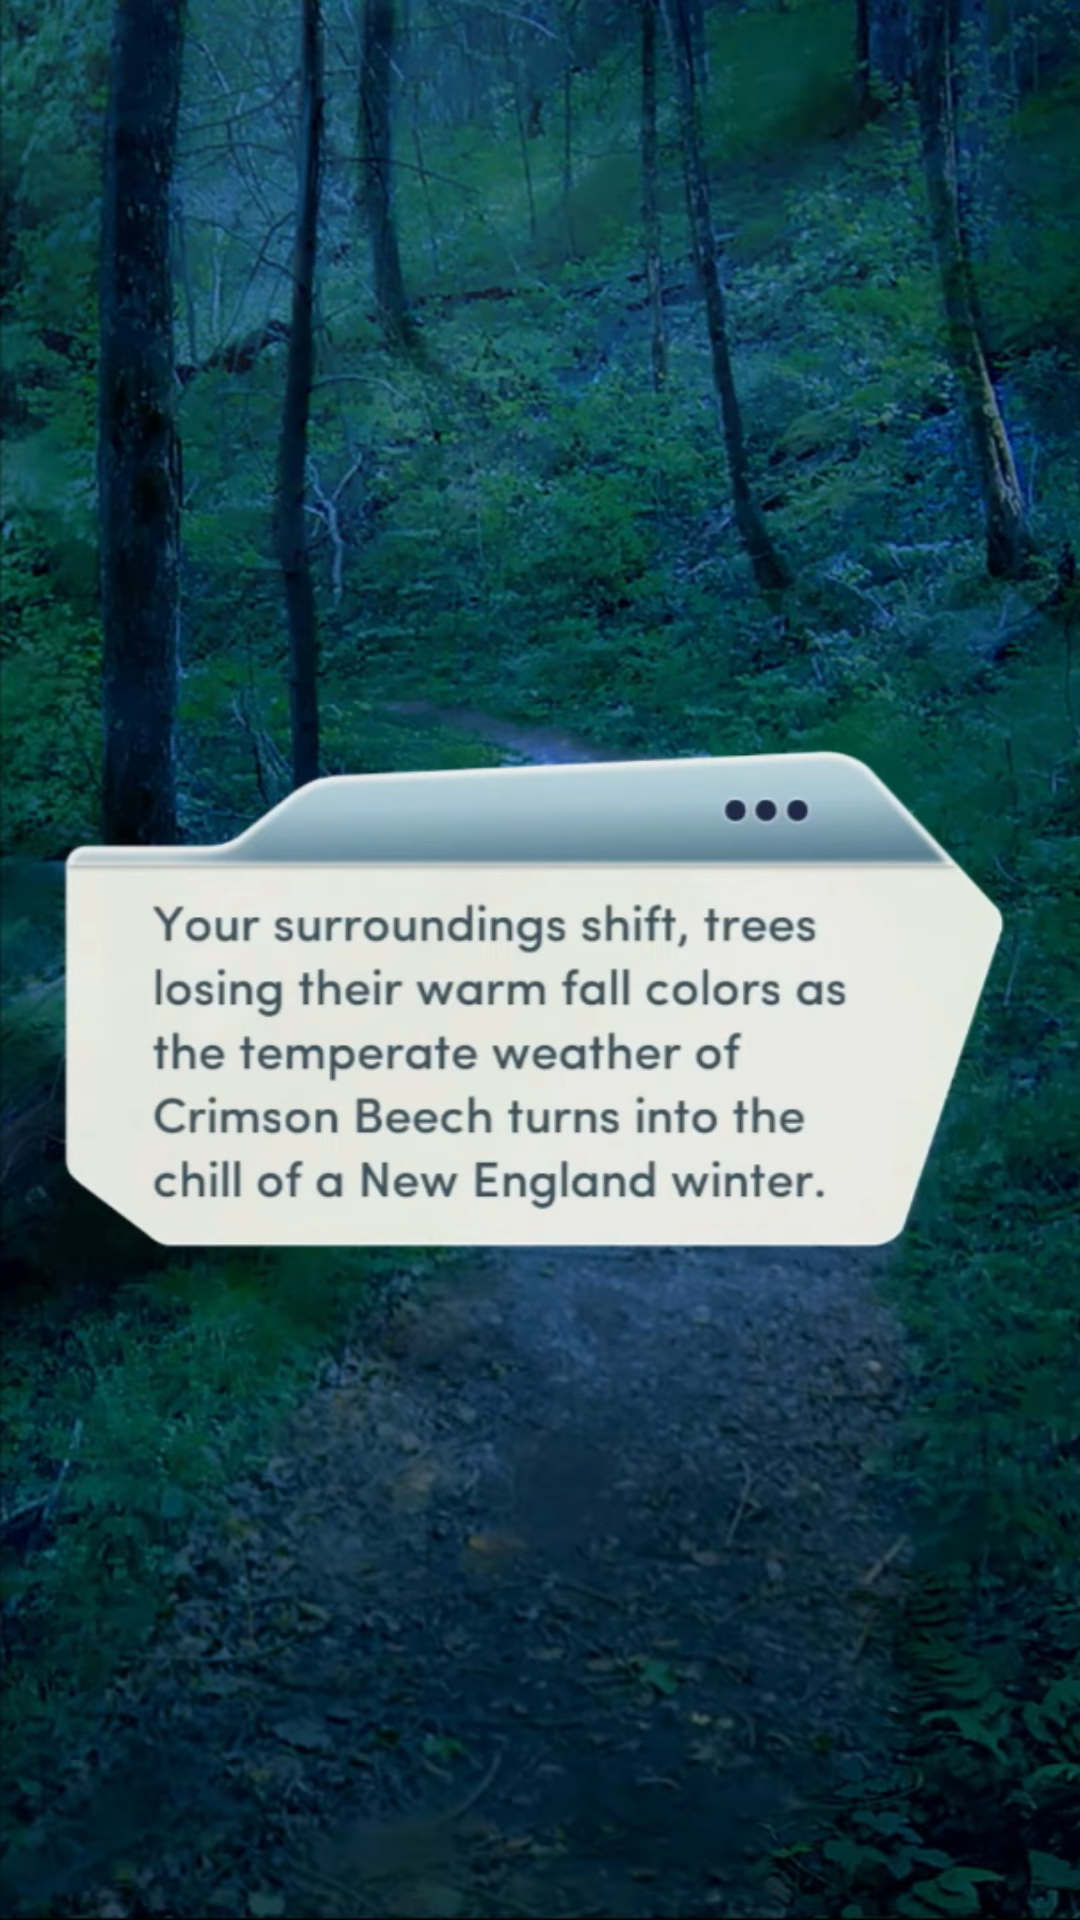 Your surroundings shift, trees
losing their warm fall colors as
the temperate weather of
Crimson Beech turns into the
chill of a New England winter.